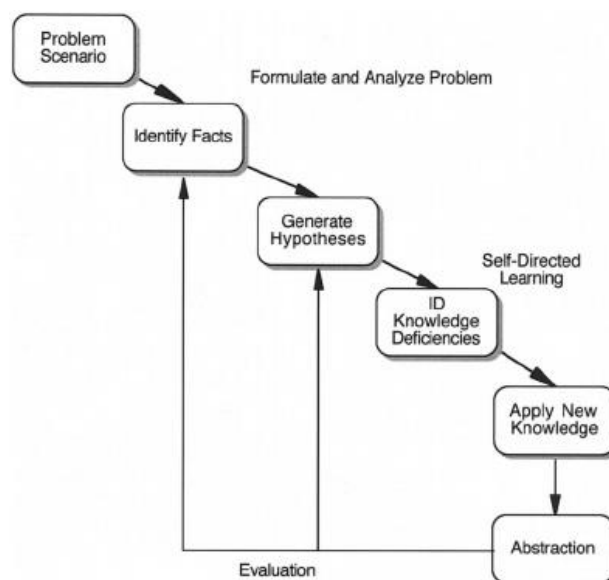 Problem
Scenario
Formulate and Analyze Problem
Identify Facts
Generate
Hypotheses
Self-Directed
Learning
ID
Knowledge
Deficiencies
Apply New
Knowledge
Abstraction
Evaluation